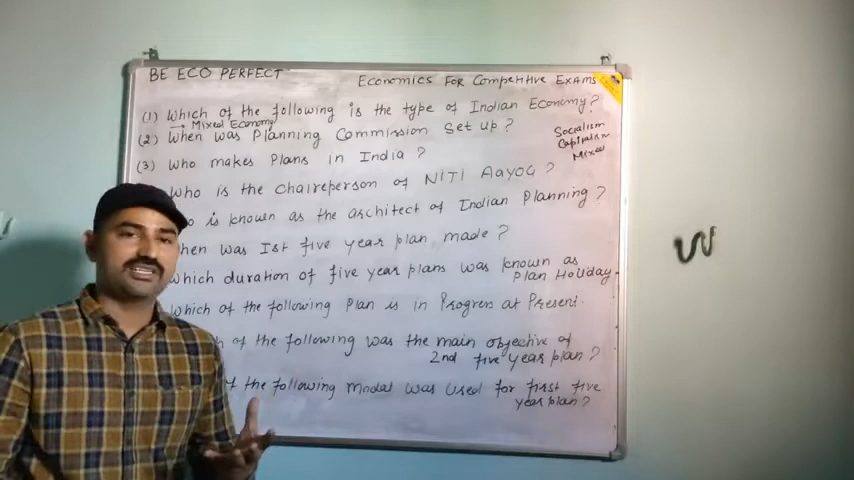 BE ECO PERFECT
Economics For Competitive Exams
(1) Which of the following is the type of Indian Economy?
→ Mixed Economy
(2) When was Planning Commission Set up?
Socialism
Capitalism
Mixed
(3) Who makes Plans in India?
Who is the chaireperson of NITI AAYOG?
o is known as the architect of Indian Planning?
hen was Ist five year plan made?
Which duration of five year plans was known as
Plan Holiday
Which of the following Plan is in Progress at Present.
h of the following was the main objective of
2nd five year plan?
f the following modal was used for first five
year plan?